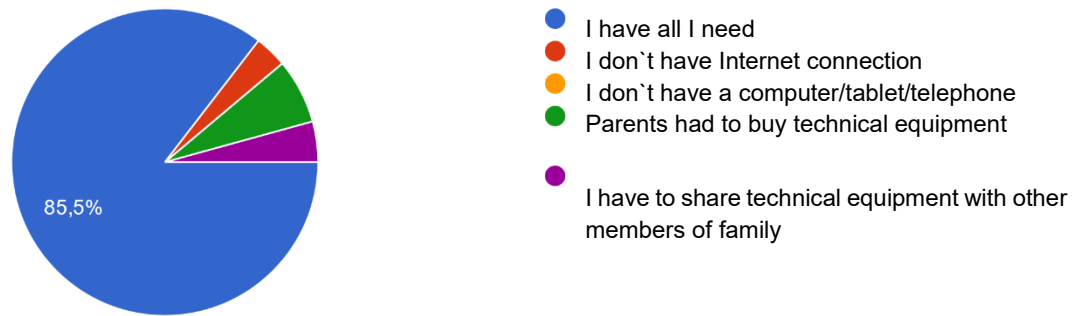 I have all I need
I don`t have Internet connection
I don`t have a computer/tablet/telephone
Parents had to buy technical equipment
I have to share technical equipment with other
members of family
85,5%